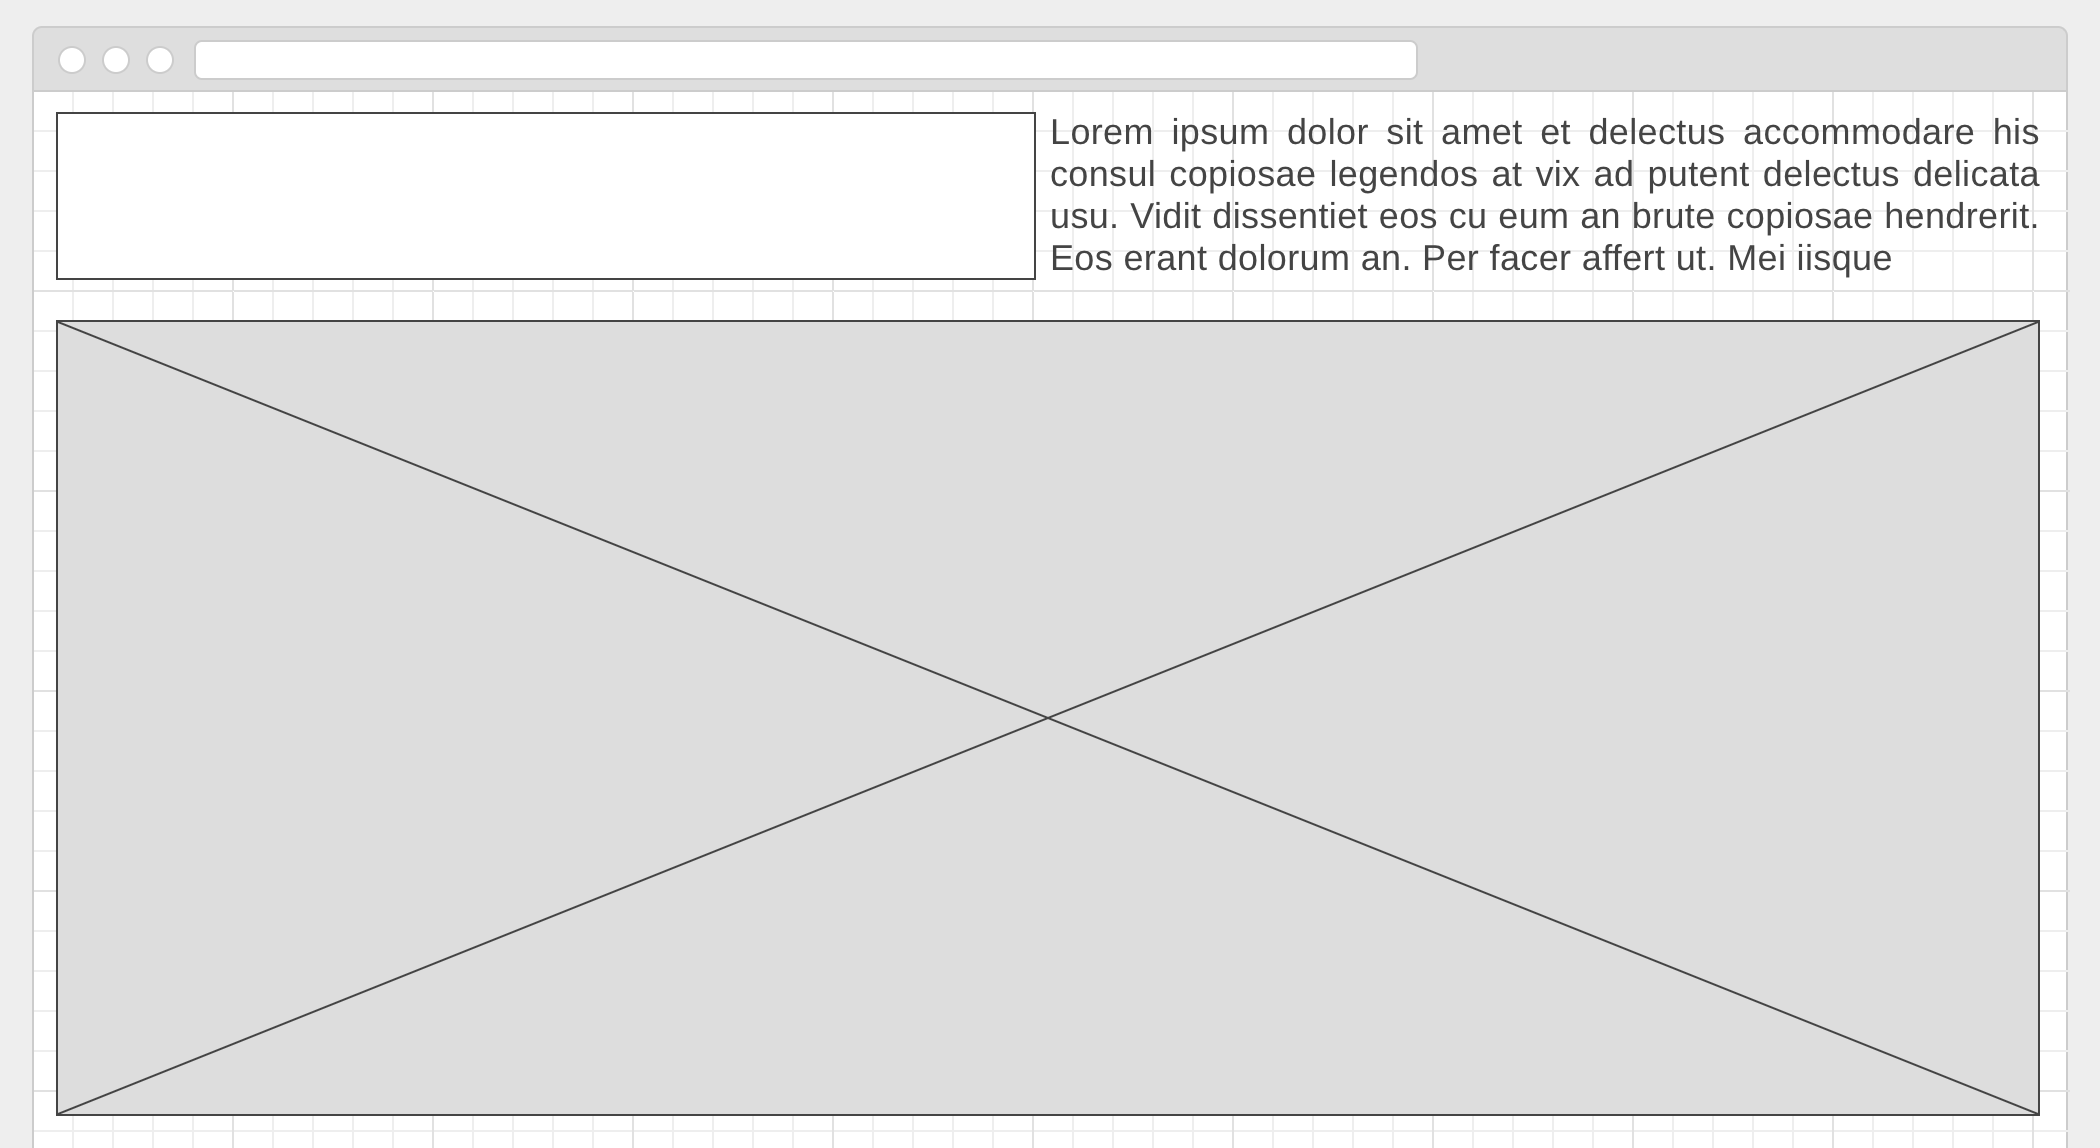 Lorem ipsum dolor sit amet et delectus accommodare his
consul copiosae legendos at vix ad putent delectus delicata
usu. Vidit dissentiet eos cu eum an brute copiosae hendrerit.
Eos erant dolorum an. Per facer affert ut. Mei iisque